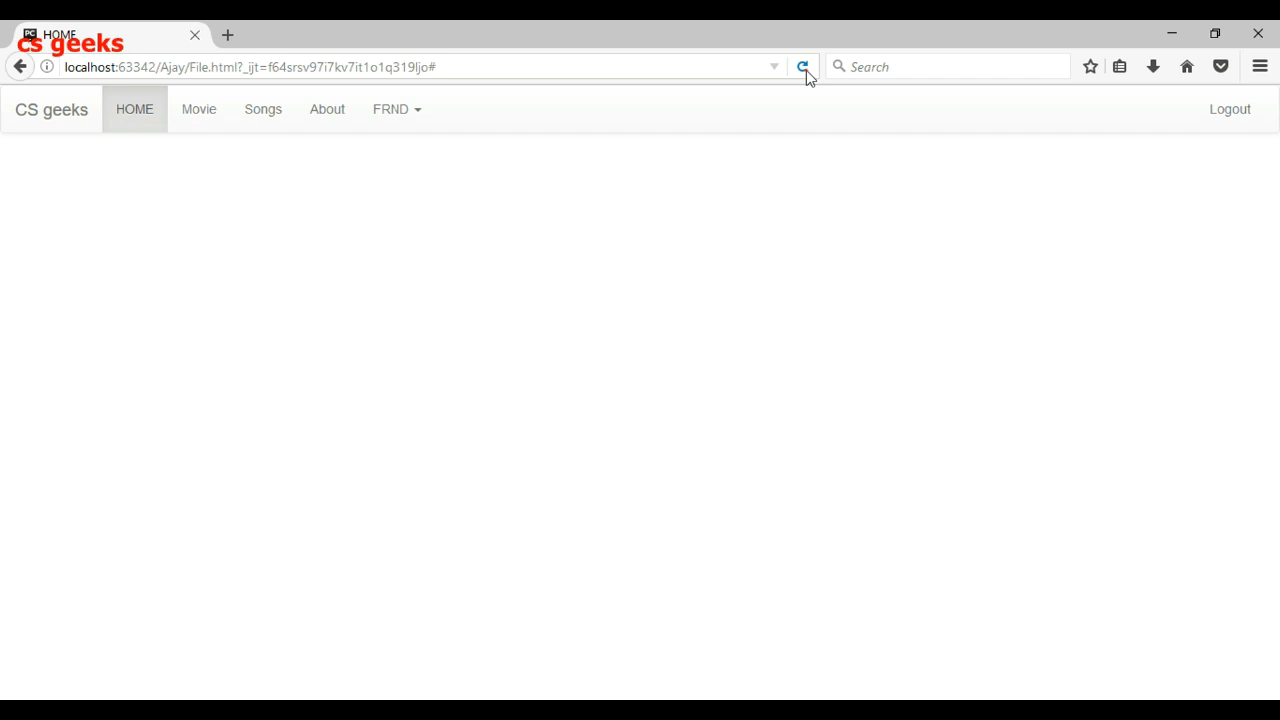 PC HOME
cs geeks
localhost:63342/Ajay/File.html?_ijt=f64srsv97i7kv7it1o1q319ljo#
Search
CS geeks HOME Movie Songs About FRND Logout